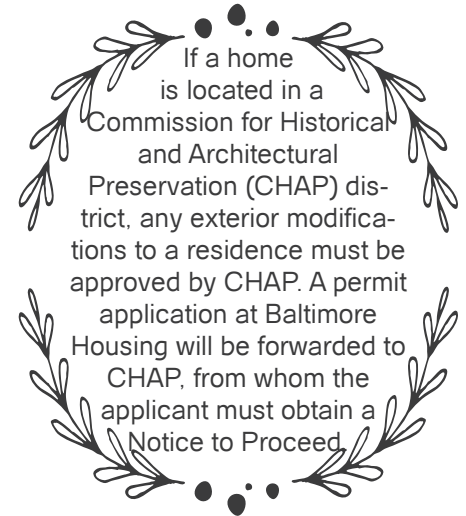 If a home
is located in a
Commission for Historical
and Architectural
Preservation (CHAP) dis-
trict, any exterior modifica-
tions to a residence must be
approved by CHAP. A permit
application at Baltimore
Housing will be forwarded to
CHAP, from whom the
applicant must obtain a
Notice to Proceed.